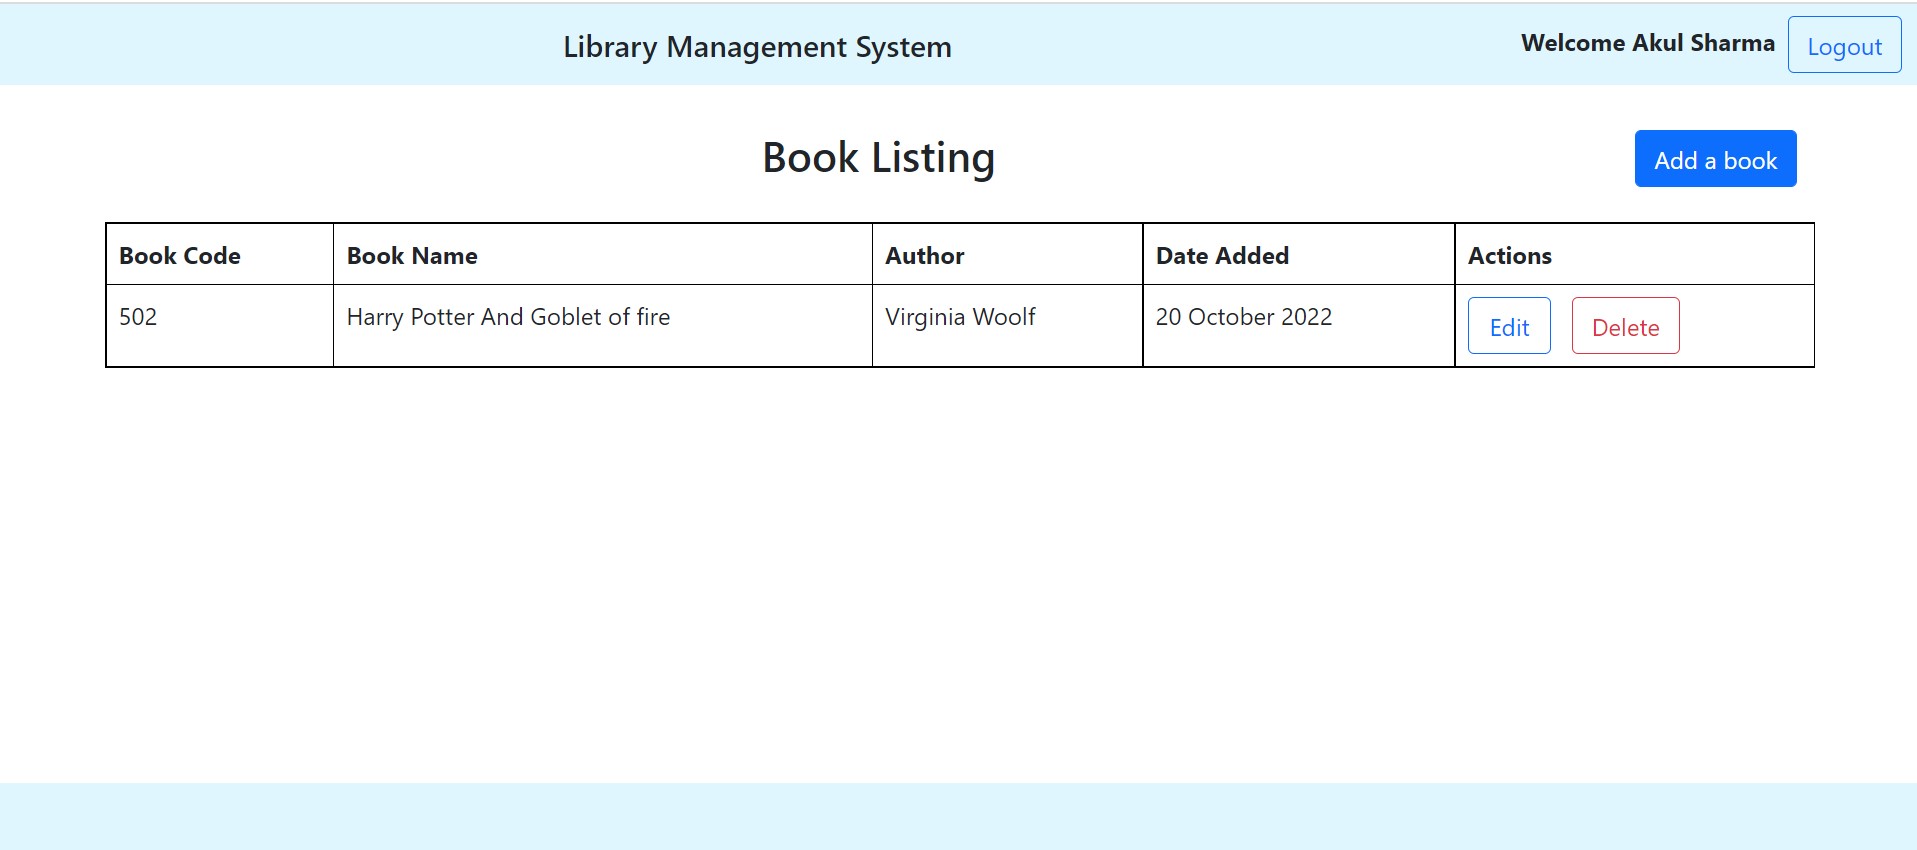 Library Management System
Welcome Akul Sharma Logout
Book Listing
Add a book
Book Code Book Name Author Date Added Actions
502 Harry Potter And Goblet of fire Virginia Woolf 20 October 2022 Edit Delete